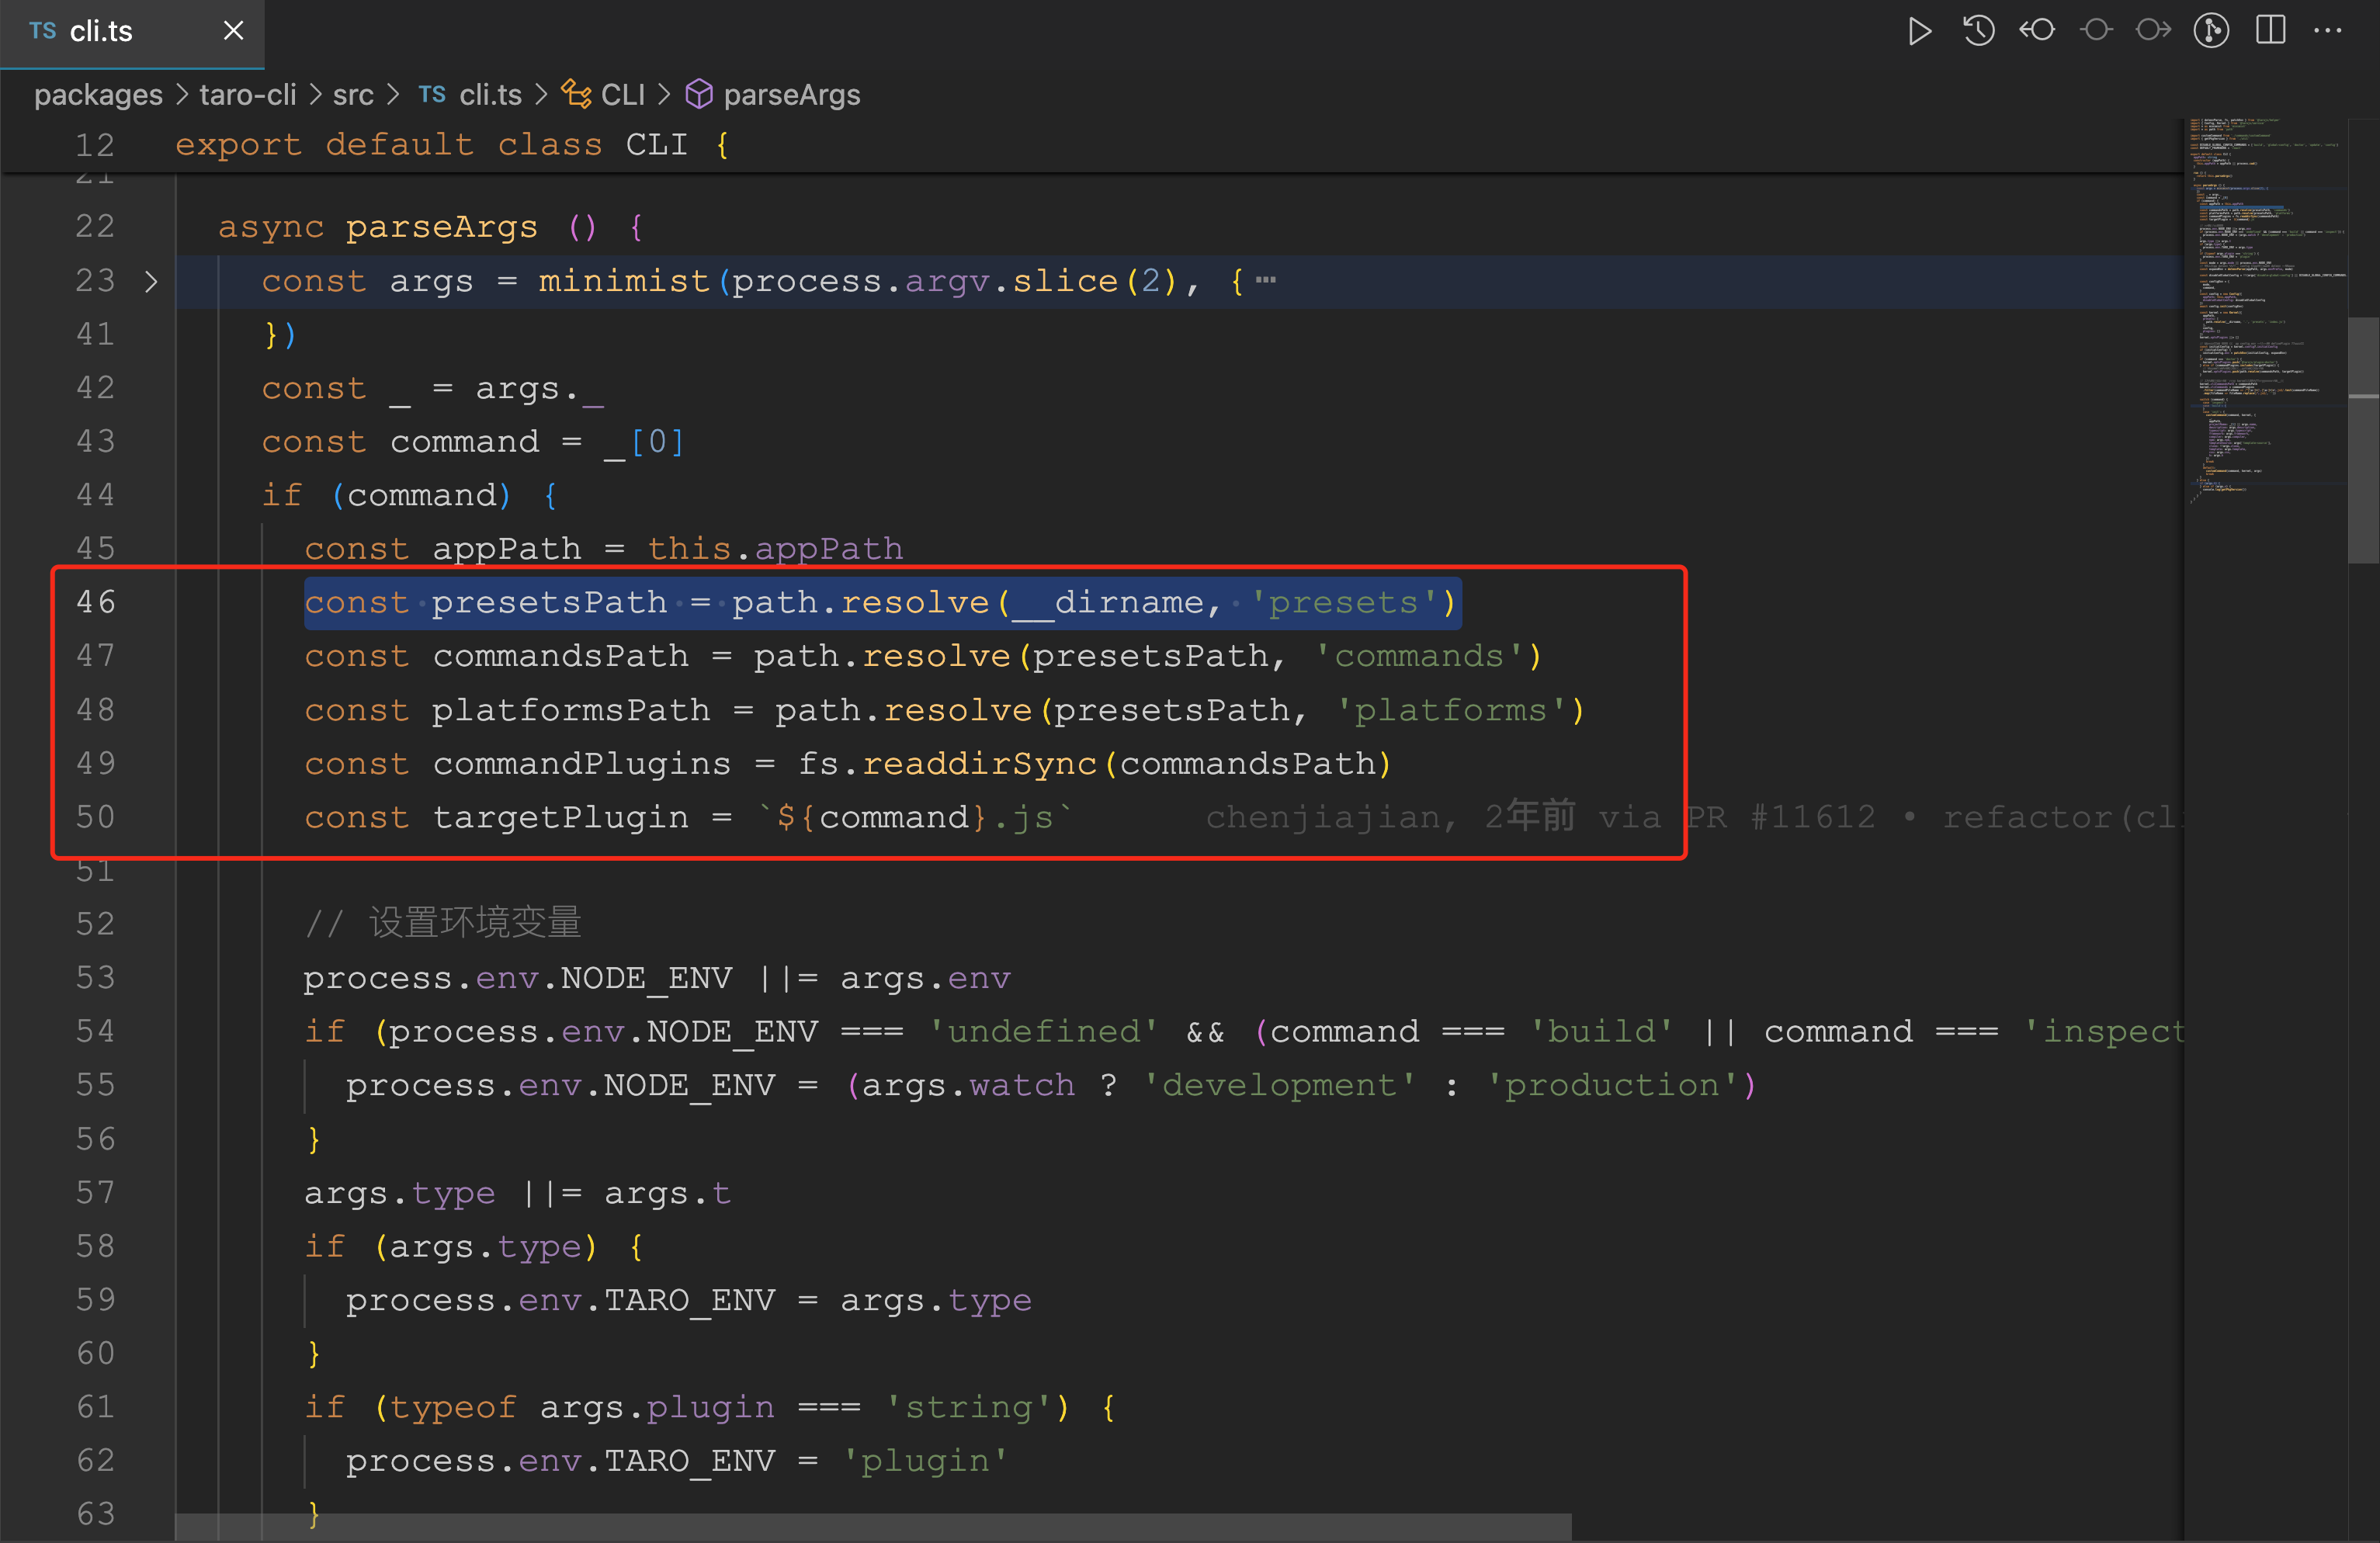 TS cli.ts
packages > taro-cli > src > TS cli.ts > CLI > parseArgs
12 export default class CLI {
21
22 async parseArgs () {
23 const args = minimist(process.argv.slice(2), {
41 })
42 const _ = args._
43 const command = _[0]
44 if (command) {
45 const appPath = this.appPath
46 const presetsPath = path.resolve(__dirname, 'presets')
47 const commandsPath = path.resolve(presetsPath, 'commands')
48 const platformsPath = path.resolve(presetsPath, 'platforms')
49 const commandPlugins = fs.readdirSync(commandsPath)
50 const targetPlugin = `${command}.js` chenjiajian, 2年前 via PR #11612 • refactor(cl
51
52 // 设置环境变量
53 process.env.NODE_ENV ||= args.env
54 if (process.env.NODE_ENV === 'undefined' && (command === 'build' || command === 'inspect
55 process.env.NODE_ENV = (args.watch ? 'development' : 'production')
56 }
57 args.type ||= args.t
58 if (args.type) {
59 process.env.TARO_ENV = args.type
60 }
61 if (typeof args.plugin === 'string') {
62 process.env.TARO_ENV = 'plugin'
63 }